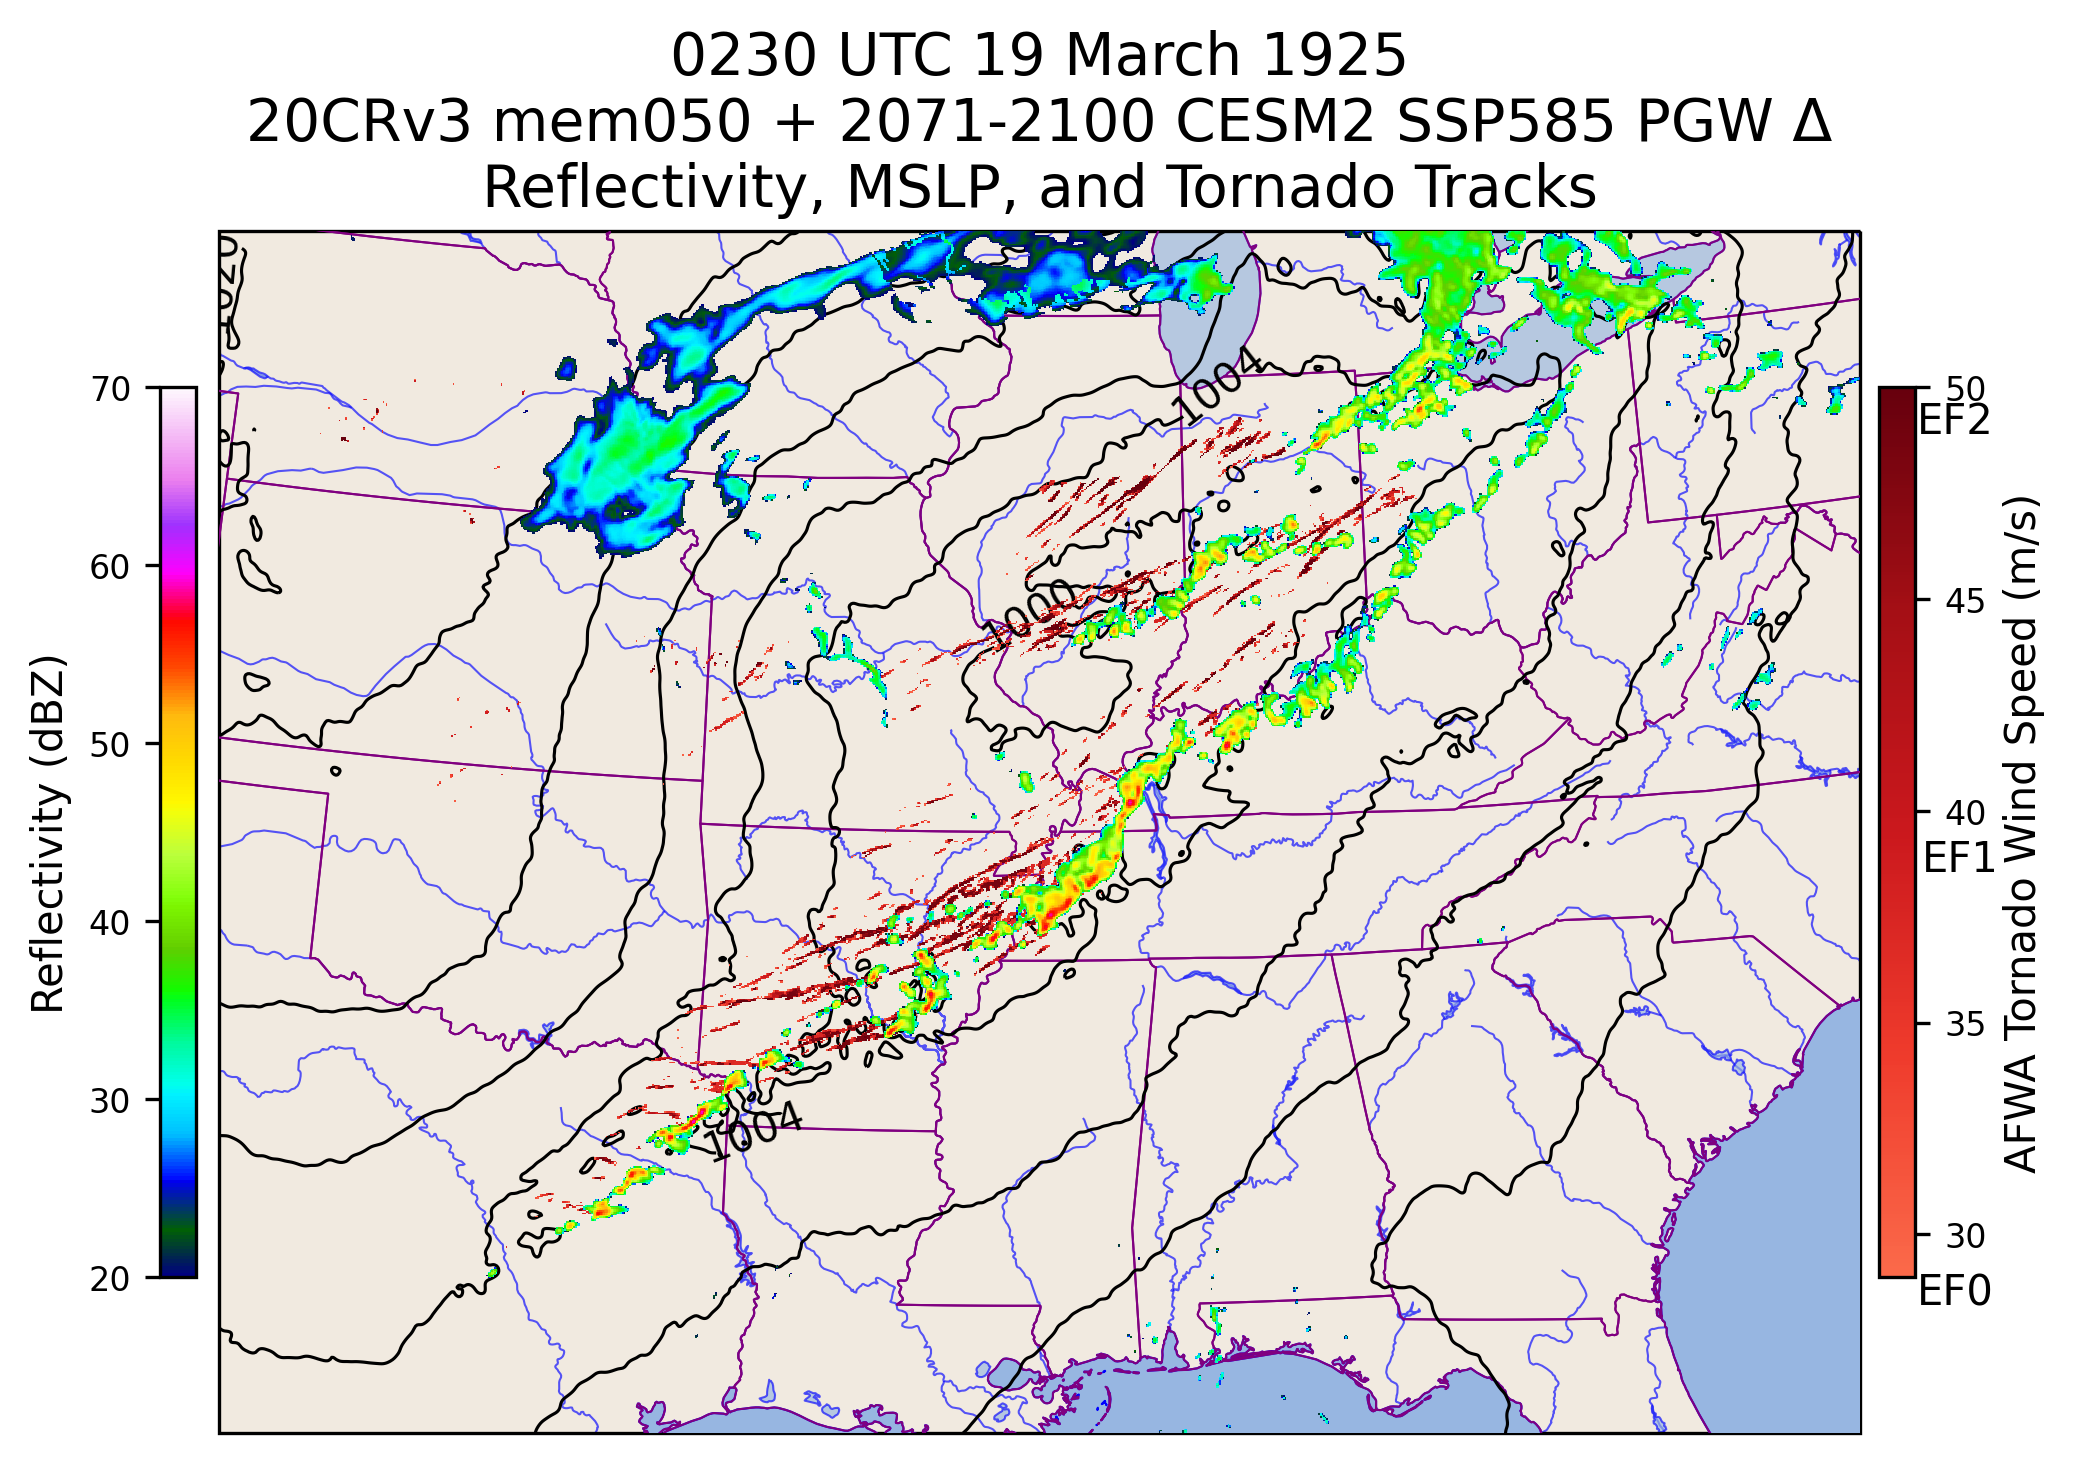 0230 UTC 19 March 1925
20CRv3 mem050 + 2071-2100 CESM2 SSP585 PGW Δ
Reflectivity, MSLP, and Tornado Tracks
1020
1004
1000
1004
Reflectivity (dBZ)
70
60
50
40
30
20
50
EF2
45
40
EF1
35
30
EF0
AFWA Tornado Wind Speed (m/s)